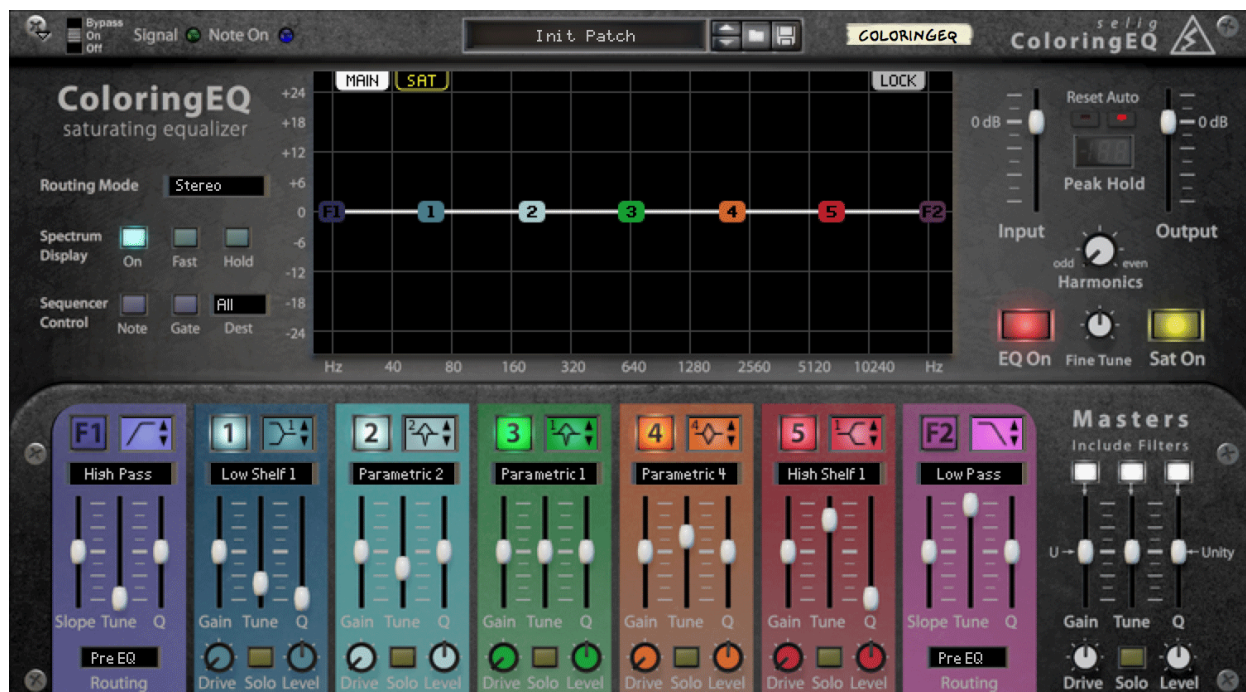 Bypass
On
Off
Signal
Note On
Init Patch
COLORINGEQ
selig
ColoringEQ
ColoringEQ
saturating equalizer
MAIN
SAT
LOCK
+24
+18
+12
+6
0
-6
-12
-18
-24
F1
1
2
3
4
5
F2
Hz 40 80 160 320 640 1280 2560 5120 10240 Hz
Routing Mode
Stereo
Spectrum
Display
On
Fast
Hold
Sequencer
Control
All
Note
Gate
Dest
Reset Auto
0 dB
0 dB
Peak Hold
Input
Output
odd
even
Harmonics
EQ On
Fine Tune
Sat On
F1
High Pass
Slope Tune Q
Pre EQ
Routing
1
1
Low Shelf 1
Gain Tune Q
Drive Solo Level
2
2
Parametric 2
Gain Tune Q
Drive Solo Level
3
1
Parametric 1
Gain Tune Q
Drive Solo Level
4
4
Parametric 4
Gain Tune Q
Drive Solo Level
5
1
High Shelf 1
Gain Tune Q
Drive Solo Level
F2
Low Pass
Slope Tune Q
Pre EQ
Routing
Masters
Include Filters
U
Unity
Gain Tune Q
Drive Solo Level